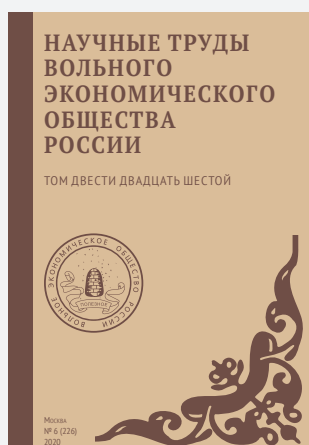 НАУЧНЫЕ ТРУДЫ
ВОЛЬНОГО
ЭКОНОМИЧЕСКОГО
ОБЩЕСТВА
РОССИИ
ТОМ ДВЕСТИ ДВАДЦАТЬ ШЕСТОЙ
ВОЛЬНОЕ ЭКОНОМИЧЕСКОЕ ОБЩЕСТВО РОССИИ
ПОЛЕЗНОЕ
Москва
№ 6 (226)
2020